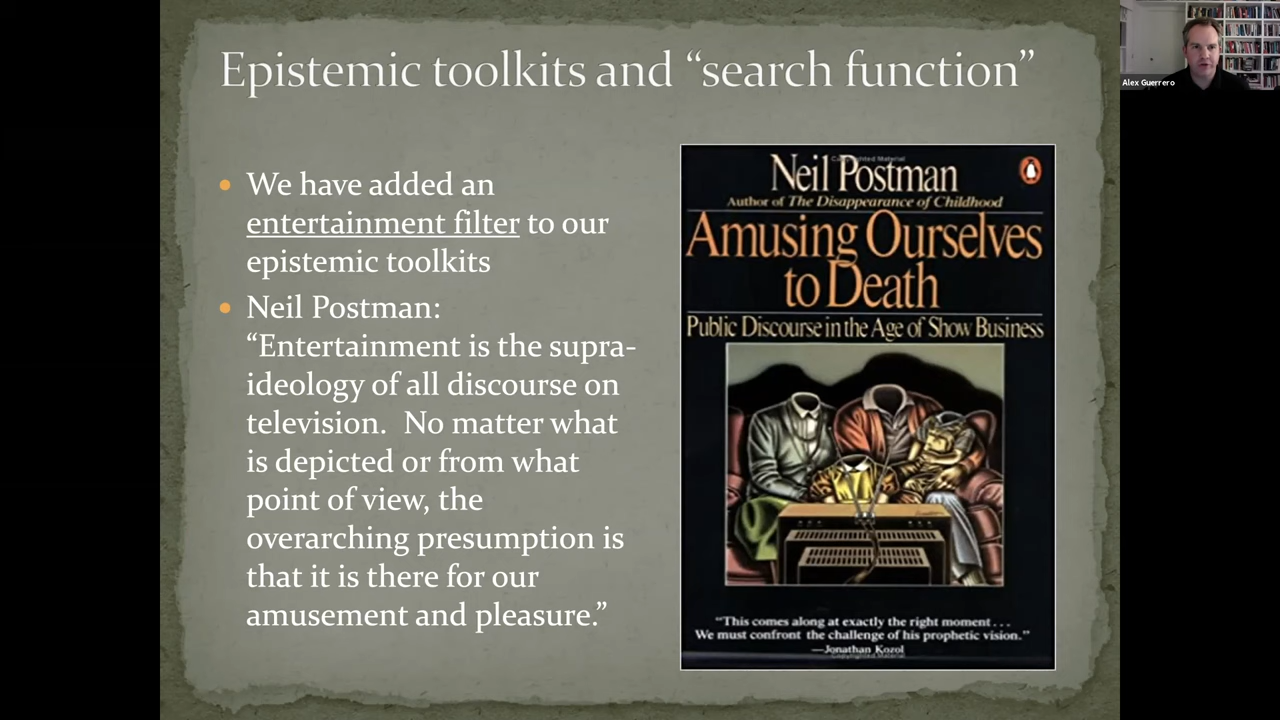 Epistemic toolkits and “search function”
Alex Guerrero
• We have added an
entertainment filter to our
epistemic toolkits
• Neil Postman:
“Entertainment is the supra-
ideology of all discourse on
television.  No matter what
is depicted or from what
point of view, the
overarching presumption is
that it is there for our
amusement and pleasure.”
Copyrighted Material
Neil Postman
Author of The Disappearance of Childhood
Amusing Ourselves
to Death
Public Discourse in the Age of Show Business
“This comes along at exactly the right moment . . .
We must confront the challenge of his prophetic vision.”
—Jonathan Kozol
Copyrighted Material